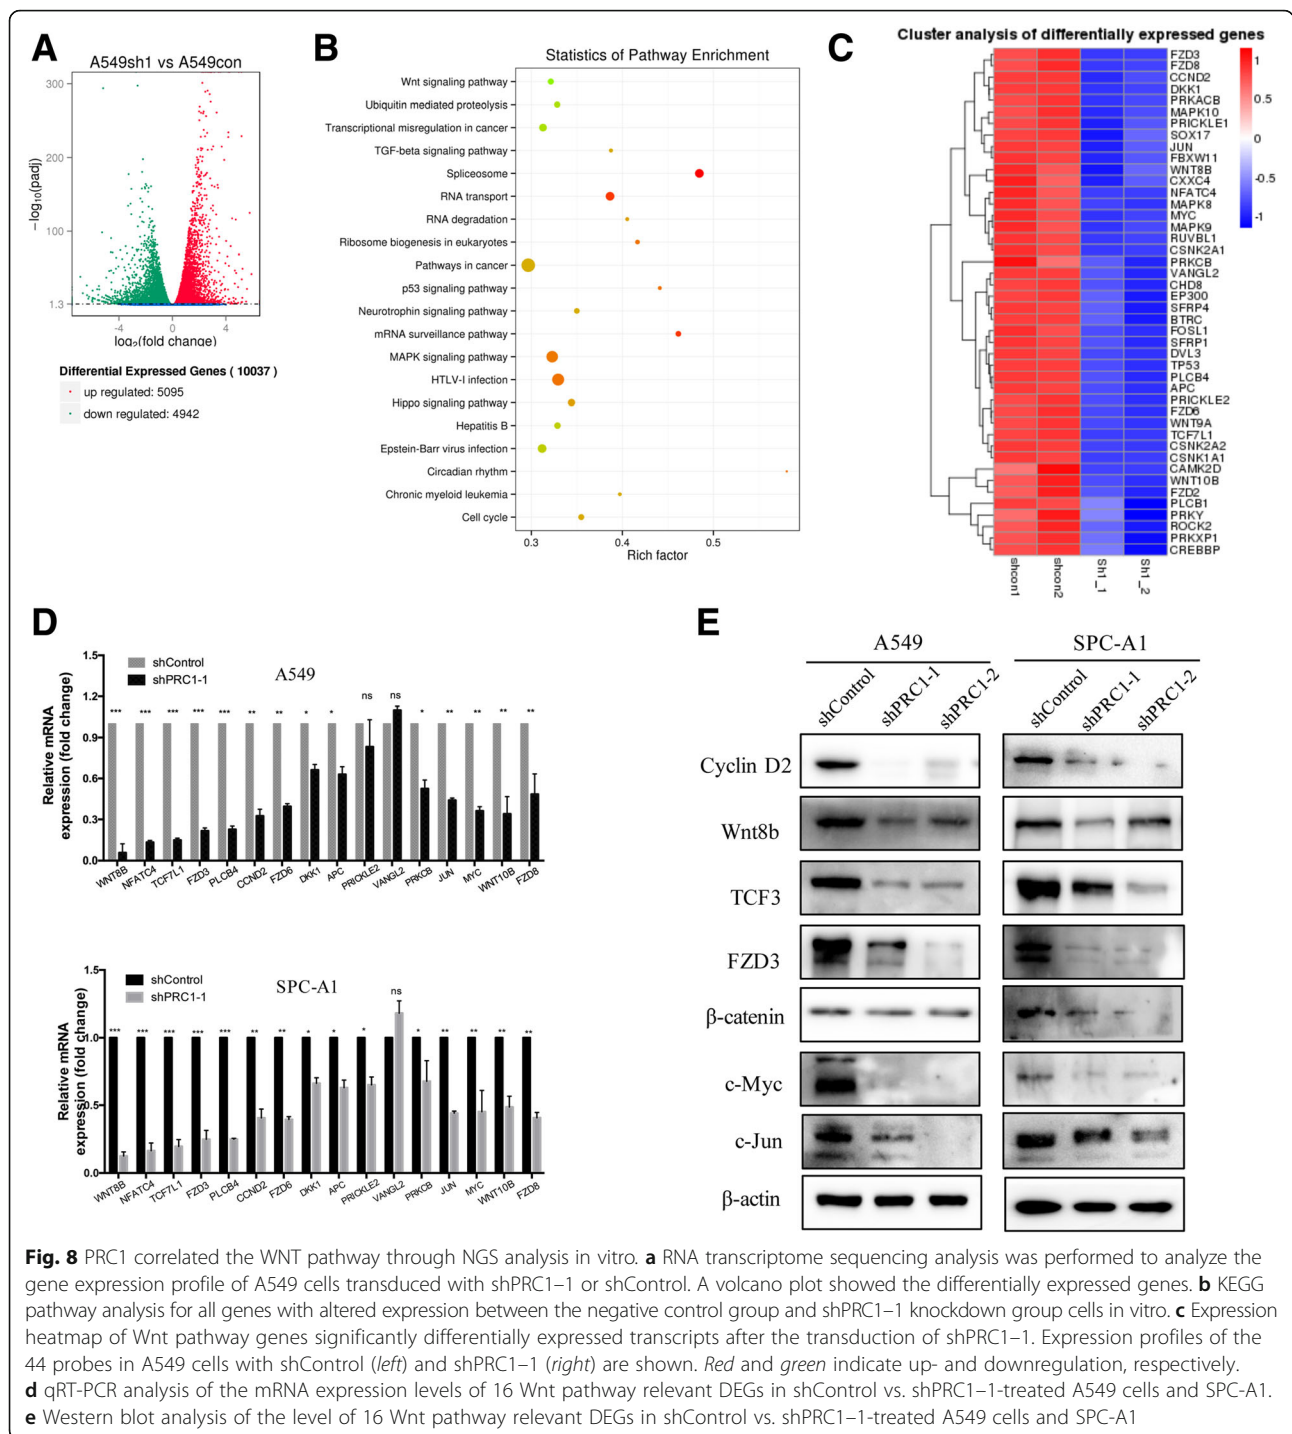 A
A549sh1 vs A549con
300
200
100
1.3
−log10(padj)
-4
0
4
log2(fold change)
Differential Expressed Genes ( 10037 )
up regulated: 5095
down regulated: 4942
B
Statistics of Pathway Enrichment
Wnt signaling pathway
Ubiquitin mediated proteolysis
Transcriptional misregulation in cancer
TGF-beta signaling pathway
Spliceosome
RNA transport
RNA degradation
Ribosome biogenesis in eukaryotes
Pathways in cancer
p53 signaling pathway
Neurotrophin signaling pathway
mRNA surveillance pathway
MAPK signaling pathway
HTLV-I infection
Hippo signaling pathway
Hepatitis B
Epstein-Barr virus infection
Circadian rhythm
Chronic myeloid leukemia
Cell cycle
0.3
0.4
0.5
Rich factor
C
Cluster analysis of differentially expressed genes
FZD3
FZD8
CCND2
DKK1
PRKACB
MAPK10
PRICKLE1
SOX17
JUN
FBXW11
WNT8B
CXXC4
NFATC4
MAPK8
MYC
MAPK9
RUVBL1
CSNK2A1
PRKCB
VANGL2
CHD8
EP300
SFRP4
BTRC
FOSL1
SFRP1
DVL3
TP53
PLCB4
APC
PRICKLE2
FZD6
WNT9A
TCF7L1
CSNK2A2
CSNK1A1
CAMK2D
WNT10B
FZD2
PLCB1
PRKY
ROCK2
PRKXP1
CREBBP
1
0.5
0
-0.5
-1
shcon1
shcon2
Sh1_1
Sh1_2
D
shControl
shPRC1-1
A549
1.5
1.2
0.9
0.6
0.3
0.0
Relative mRNA
expression (fold change)
*** *** *** *** *** ** ** * * ns ns * ** ** ** **
WNT8B NFATC4 TCF7L1 FZD3 PLCB4 CCND2 FZD6 DKK1 APC PRICKLE2 VANGL2 PRKCB JUN MYC WNT10B FZD8
shControl
shPRC1-1
SPC-A1
1.5
1.0
0.5
0.0
Relative mRNA
expression (fold change)
*** *** *** *** *** ** ** * * * ns * ** ** ** **
WNT8B NFATC4 TCF7L1 FZD3 PLCB4 CCND2 FZD6 DKK1 APC PRICKLE2 VANGL2 PRKCB JUN MYC WNT10B FZD8
E
A549
SPC-A1
shControl shPRC1-1 shPRC1-2
shControl shPRC1-1 shPRC1-2
Cyclin D2
Wnt8b
TCF3
FZD3
β-catenin
c-Myc
c-Jun
β-actin
Fig. 8 PRC1 correlated the WNT pathway through NGS analysis in vitro. a RNA transcriptome sequencing analysis was performed to analyze the
gene expression profile of A549 cells transduced with shPRC1–1 or shControl. A volcano plot showed the differentially expressed genes. b KEGG
pathway analysis for all genes with altered expression between the negative control group and shPRC1–1 knockdown group cells in vitro. c Expression
heatmap of Wnt pathway genes significantly differentially expressed transcripts after the transduction of shPRC1–1. Expression profiles of the
44 probes in A549 cells with shControl (left) and shPRC1–1 (right) are shown. Red and green indicate up- and downregulation, respectively.
d qRT-PCR analysis of the mRNA expression levels of 16 Wnt pathway relevant DEGs in shControl vs. shPRC1–1-treated A549 cells and SPC-A1.
e Western blot analysis of the level of 16 Wnt pathway relevant DEGs in shControl vs. shPRC1–1-treated A549 cells and SPC-A1